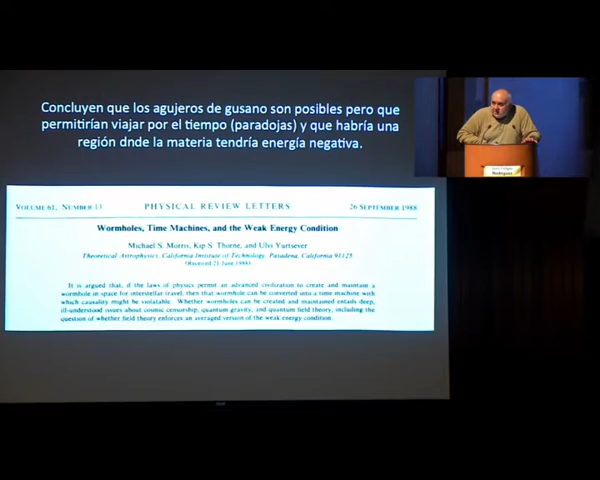 Concluyen que los agujeros de gusano son posibles pero que
permitirían viajar por el tiempo (paradojas) y que habría una
región dnde la materia tendría energía negativa.
VOLUME 61, NUMBER 13 PHYSICAL REVIEW LETTERS 26 SEPTEMBER 1988
Wormholes, Time Machines, and the Weak Energy Condition
Michael S. Morris, Kip S. Thorne, and Ulvi Yurtsever
Theoretical Astrophysics, California Institute of Technology, Pasadena, California 91125
(Received 21 June 1988)
It is argued that, if the laws of physics permit an advanced civilization to create and maintain a
wormhole in space for interstellar travel, then that wormhole can be converted into a time machine with
which causality might be violatable. Whether wormholes can be created and maintained entails deep,
ill-understood issues about cosmic censorship, quantum gravity, and quantum field theory, including the
question of whether field theory enforces an averaged version of the weak energy condition.
Rodríguez